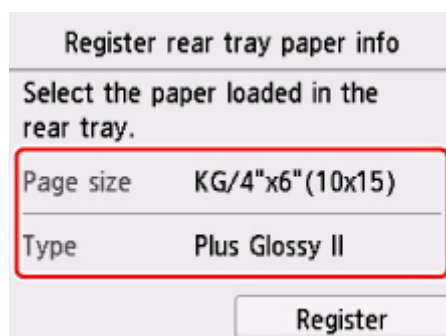 Register rear tray paper info
Select the paper loaded in the
rear tray.
Page size KG/4"x6"(10x15)
Type Plus Glossy II
Register